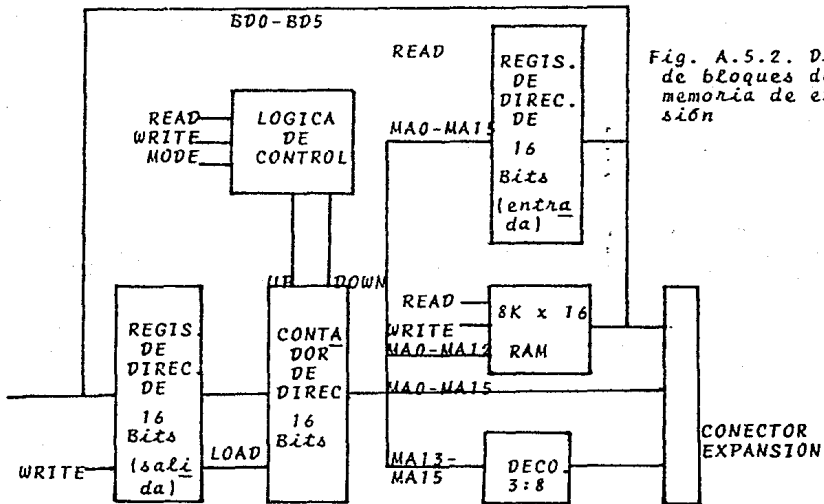 BD0-BD5
READ
REGIS.
DE
DIREC.
DE
16
Bits
(entra
da)
Fig. A.5.2.
de bloques
memoria de
sión
READ
WRITE
MODE
LOGICA
DE
CONTROL
MA0-MA15
UP DOWN
REGIS.
DE
DIREC.
DE
16
Bits
(sali
da)
WRITE
LOAD
CONTA
DOR
DE
DIREC
16
Bits
READ
WRITE
MA0-MA12
8K x 16
RAM
MA0-MA15
MA13-
MA15
DECO.
3:8
CONECTOR
EXPANSION